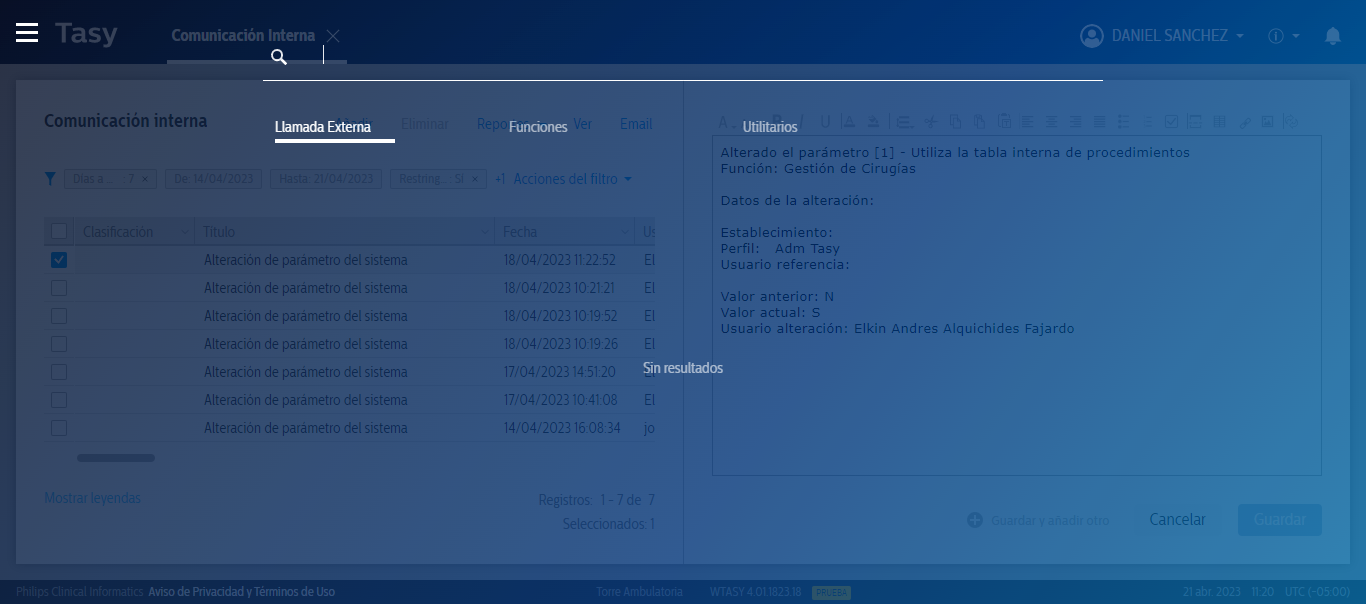 Tasy
Comunicación Interna
DANIEL SANCHEZ
Comunicación interna
Añadir Eliminar Reportes Ver Email
Llamada Externa
Funciones
Utilitarios
Días a... 7 ×
De: 14/04/2023
Hasta: 21/04/2023
Restring... : SI ×
+1 Acciones del filtro
Clasificación Título Fecha Us
Alteración de parámetro del sistema 18/04/2023 11:22:52 El
Alteración de parámetro del sistema 18/04/2023 10:21:21 El
Alteración de parámetro del sistema 18/04/2023 10:19:52 El
Alteración de parámetro del sistema 18/04/2023 10:19:26 El
Alteración de parámetro del sistema 17/04/2023 14:51:20 El
Alteración de parámetro del sistema 17/04/2023 10:41:08 El
Alteración de parámetro del sistema 14/04/2023 16:08:34 jo
Sin resultados
Mostrar leyendas
Registros: 1 - 7 de 7
Seleccionados: 1
Alterado el parámetro [1] - Utiliza la tabla interna de procedimientos
Función: Gestión de Cirugías
Datos de la alteración:
Establecimiento:
Perfil: Adm Tasy
Usuario referencia:
Valor anterior: N
Valor actual: S
Usuario alteración: Elkin Andres Alquichides Fajardo
Guardar y añadir otro
Cancelar
Guardar
Philips Clinical Informatics Aviso de Privacidad y Términos de Uso
Torre Ambulatoria
WTASY 4.01.1823.18
PRUEBA
21 abr. 2023 11:20 UTC (-05:00)